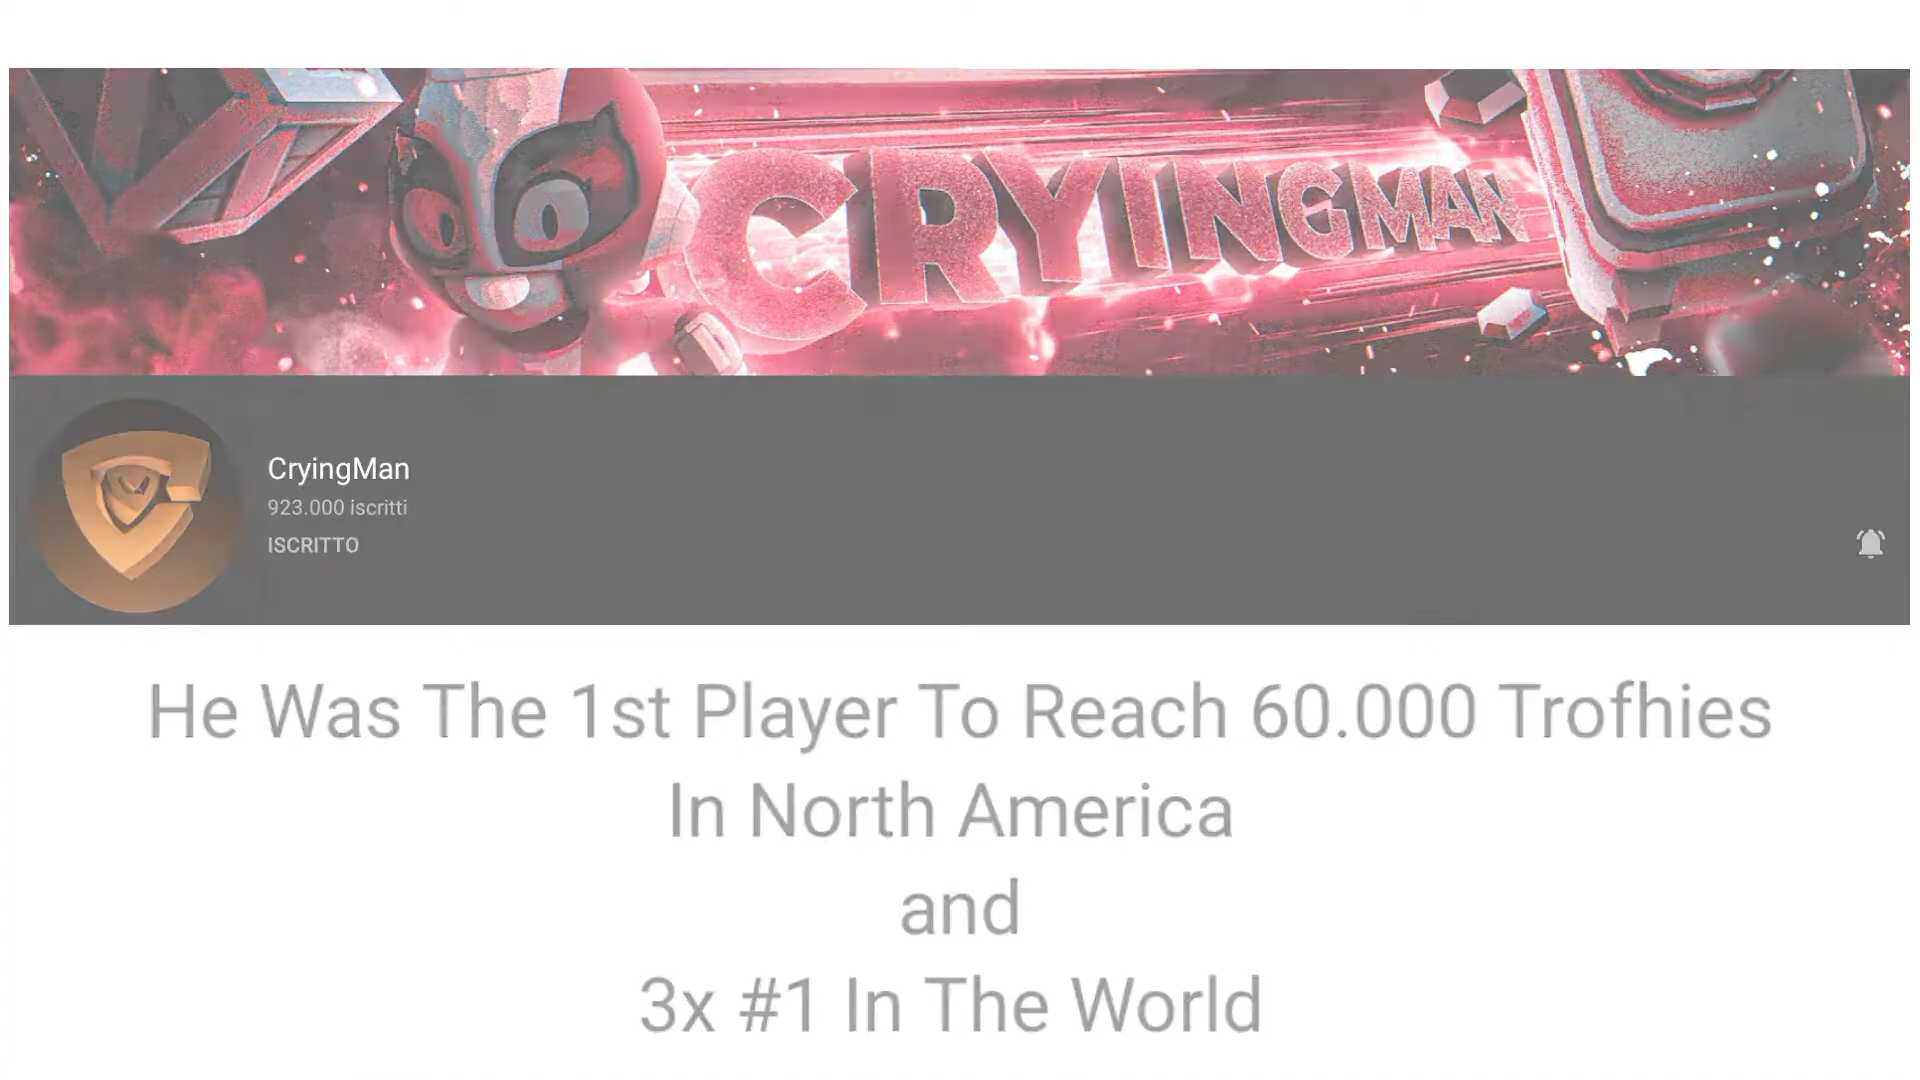 CRYINGMAN
CryingMan
923.000 iscritti
ISCRITTO
He Was The 1st Player To Reach 60.000 Trofhies
In North America
and
3x #1 In The World